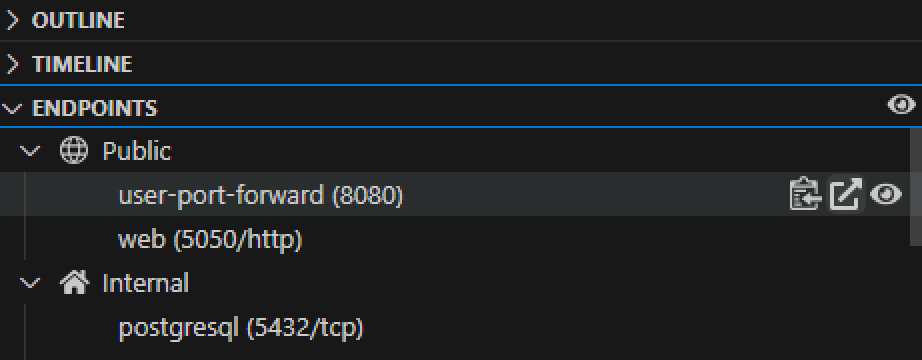 OUTLINE
TIMELINE
ENDPOINTS
Public
user-port-forward (8080)
web (5050/http)
Internal
postgresql (5432/tcp)